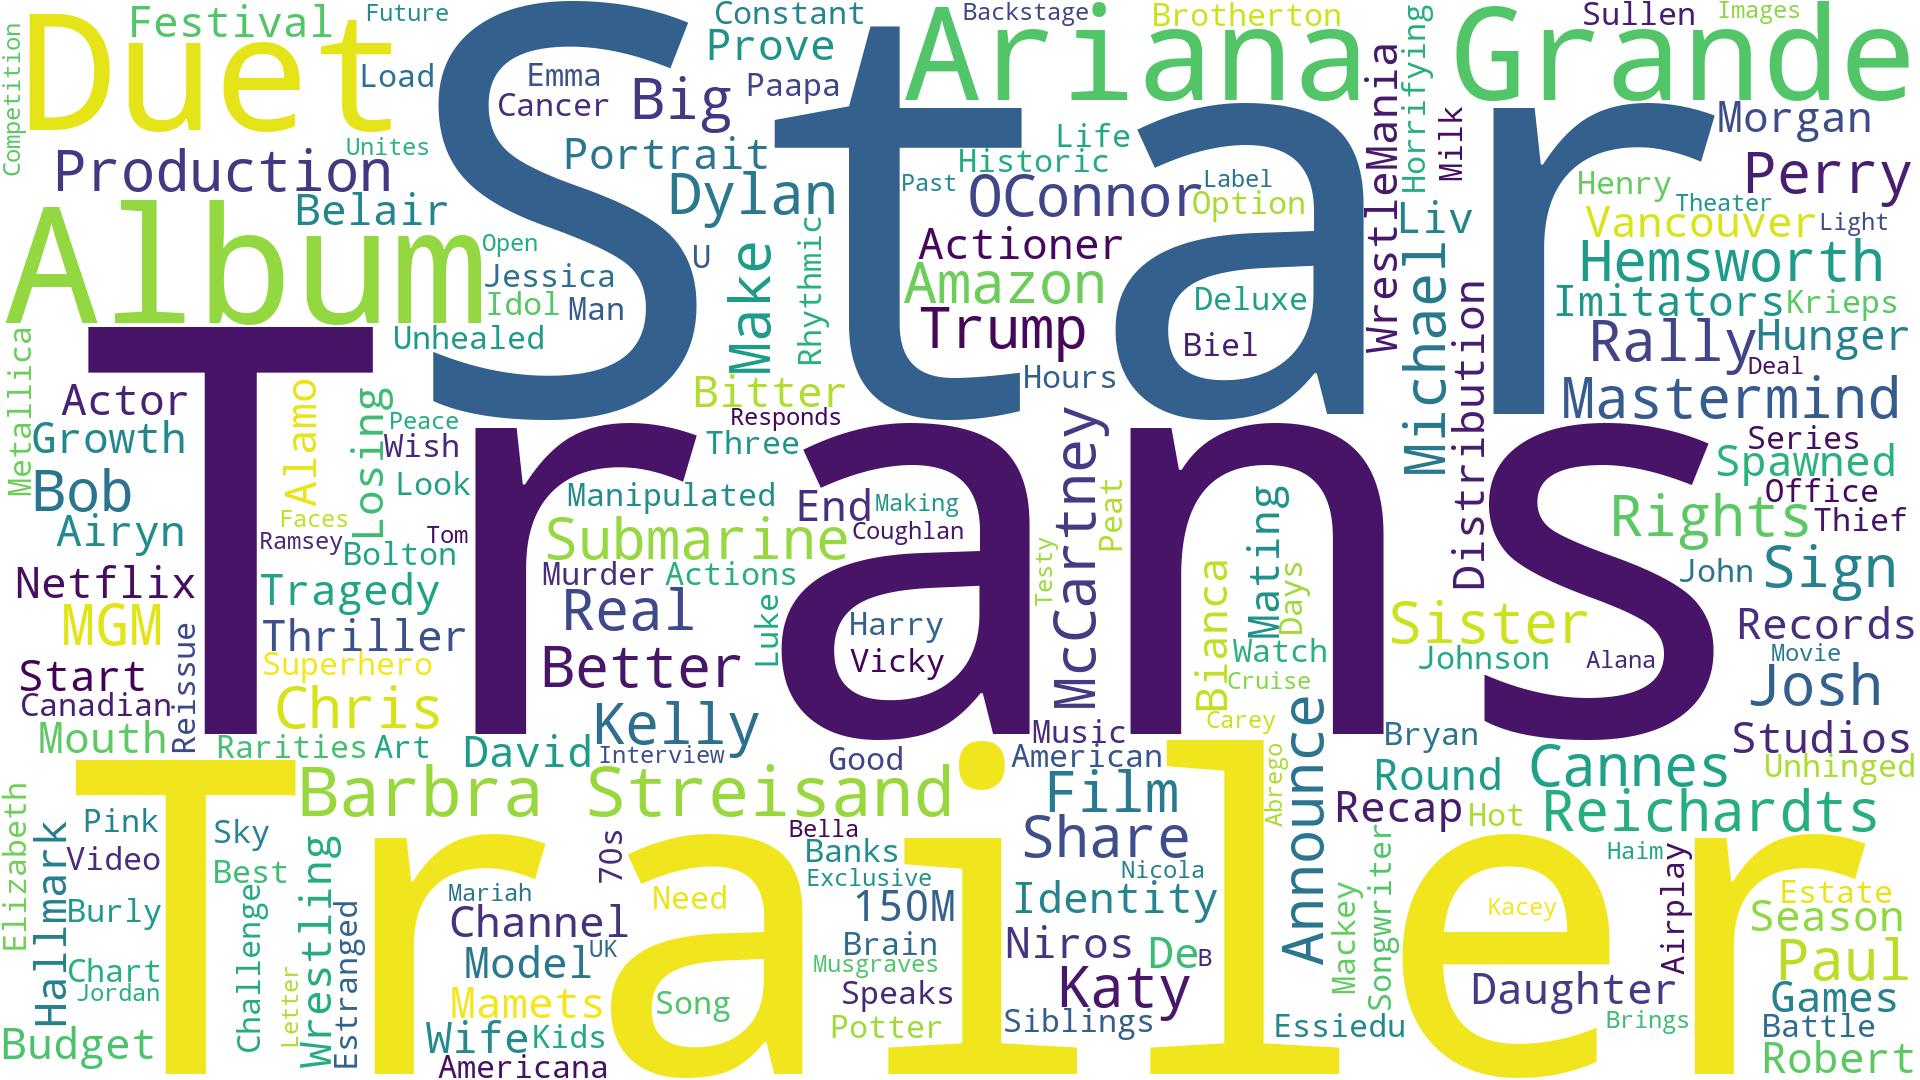 Competition
Duet
Festival
Future
Load
Star
Constant
Prove
Backstage
Ariana Grande
Brotherton
Sullen
Images
Horrifying
Emma
Cancer
Big
Paapa
Production
Unites
Portrait
Life
Historic
WrestleMania
Milk
Morgan
Perry
Album
Belair
Dylan
Past
OConnor
Label
Option
Henry
Theater
Vancouver
Light
Open
Jessica
Idol
Man
U
Make
Rhythmic
Actioner
Amazon
Liv
Michael
Hemsworth
Deluxe
Imitators
Krieps
Trump
Biel
Distribution
Rally
Hunger
Deal
Unhealed
Trans
Metallica
Bitter
Hours
Mastermind
Actor
Alamo
Losing
Peace
Responds
Growth
Wish
Three
McCartney
Series
Spawned
Bob
Look
Manipulated
End
Making
Peat
Office
Rights
Thief
Airyn
Faces
Ramsey
Tom
Submarine
Coughlan
Mating
Bolton
Testy
Netflix
Tragedy
Murder
Actions
Bianca
Days
John
Sign
MGM
Real
Luke
Harry
Sister
Records
Thriller
Reissue
Superhero
Better
Vicky
Watch
Johnson
Alana
Movie
Start
Cruise
Josh
Canadian
Chris
Kelly
Carey
Announce
Mouth
Rarities
Art
David
Interview
Good
Music
American
Bryan
Studios
Trailer
Barbra Streisand
Film
Abrego
Round
Cannes
Unhinged
Elizabeth
Hallmark
Pink
Sky
70s
Bella
Share
Recap
Hot
Reichardts
Video
Best
Wrestling
Banks
Haim
Airplay
Challenge
Mariah
Need
Exclusive
Nicola
Mackey
Songwriter
Estate
Burly
Estranged
Channel
150M
Identity
Kacey
Season
UK
Brain
Niros
De
B
Chart
Model
Musgraves
Paul
Jordan
Letter
Mamets
Song
Speaks
Katy
Daughter
Games
Budget
Wife
Kids
Potter
Siblings
Essiedu
Brings
Battle
Americana
Robert